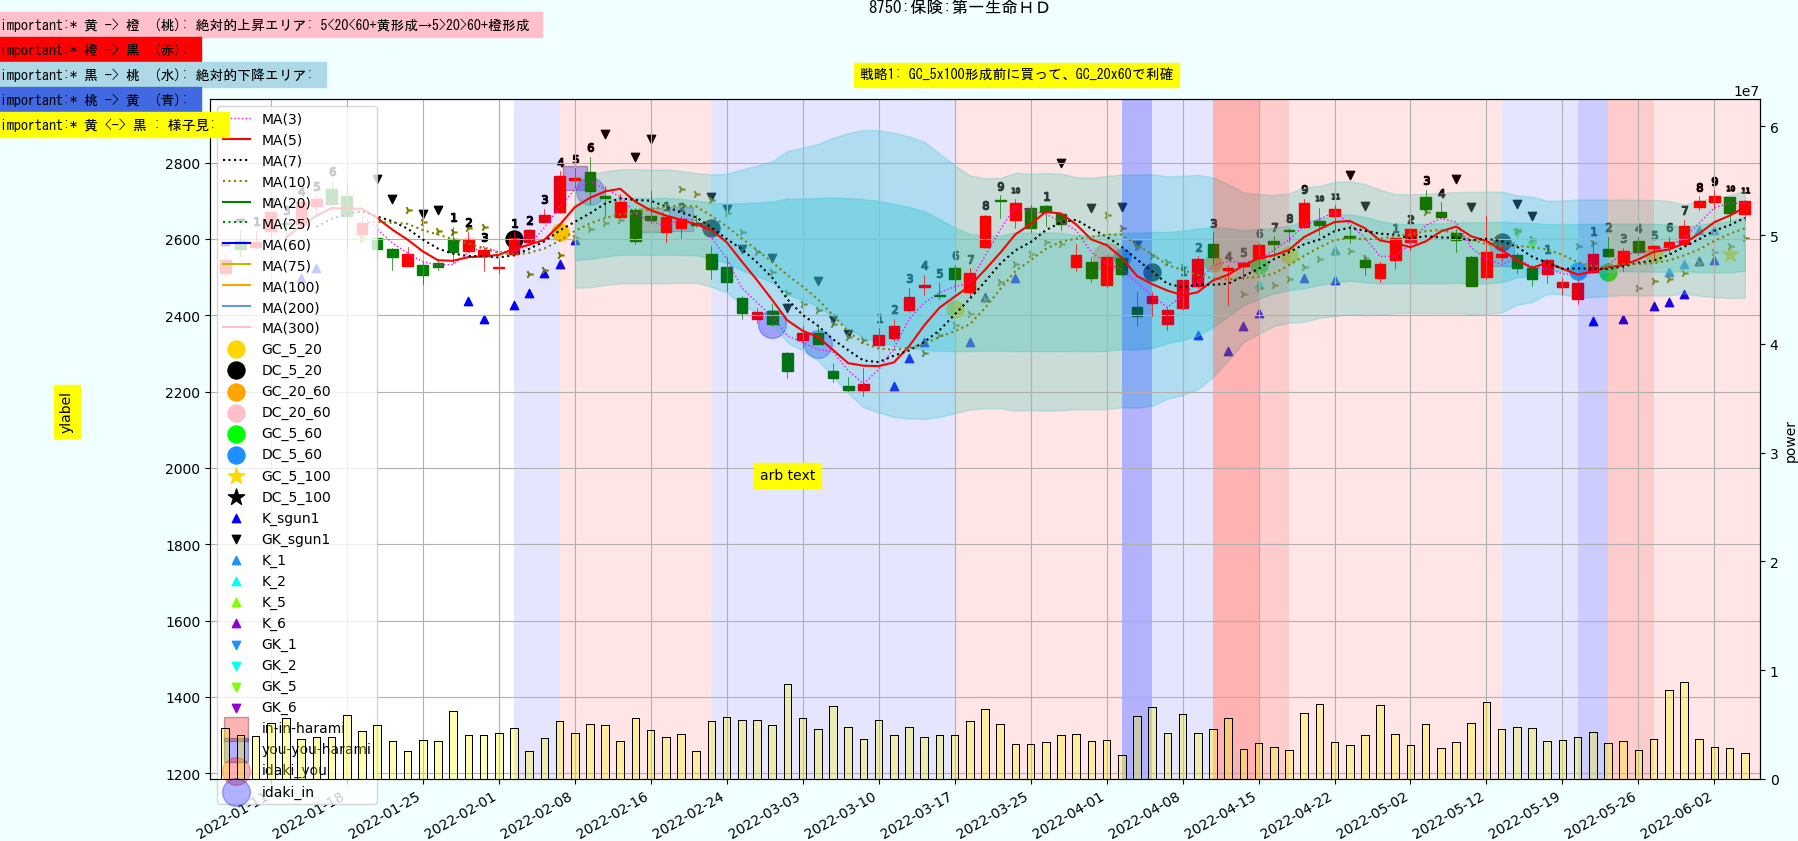 8750:保険:第一生命ＨＤ
important:* 黄 -> 橙 (桃): 絶対的上昇エリア: 5<20<60+黄形成→5>20>60+橙形成
important:* 橙 -> 黒 (赤):
important:* 黒 -> 桃 (水): 絶対的下降エリア:
戦略1: GC_5x100形成前に買って、GC_20x60で利確
important:* 桃 -> 黄 (青):
important:* 黄 <-> 黒 : 様子見:
1e7
MA(3)
MA(5)
MA(7)
MA(10)
MA(20)
MA(25)
MA(60)
MA(75)
MA(100)
MA(200)
MA(300)
GC_5_20
DC_5_20
GC_20_60
DC_20_60
GC_5_60
DC_5_60
GC_5_100
DC_5_100
K_sgun1
GK_sgun1
K_1
K_2
K_5
K_6
GK_1
GK_2
GK_5
GK_6
in-in-harami
you-you-harami
idaki_you
idaki_in
2800
2600
2400
2200
2000
1800
1600
1400
1200
ylabel
arb text
6
5
4
3
2
1
0
power
2022-01-11
2022-01-18
2022-01-25
2022-02-01
2022-02-08
2022-02-16
2022-02-24
2022-03-03
2022-03-10
2022-03-17
2022-03-25
2022-04-01
2022-04-08
2022-04-15
2022-04-22
2022-05-02
2022-05-12
2022-05-19
2022-05-26
2022-06-02